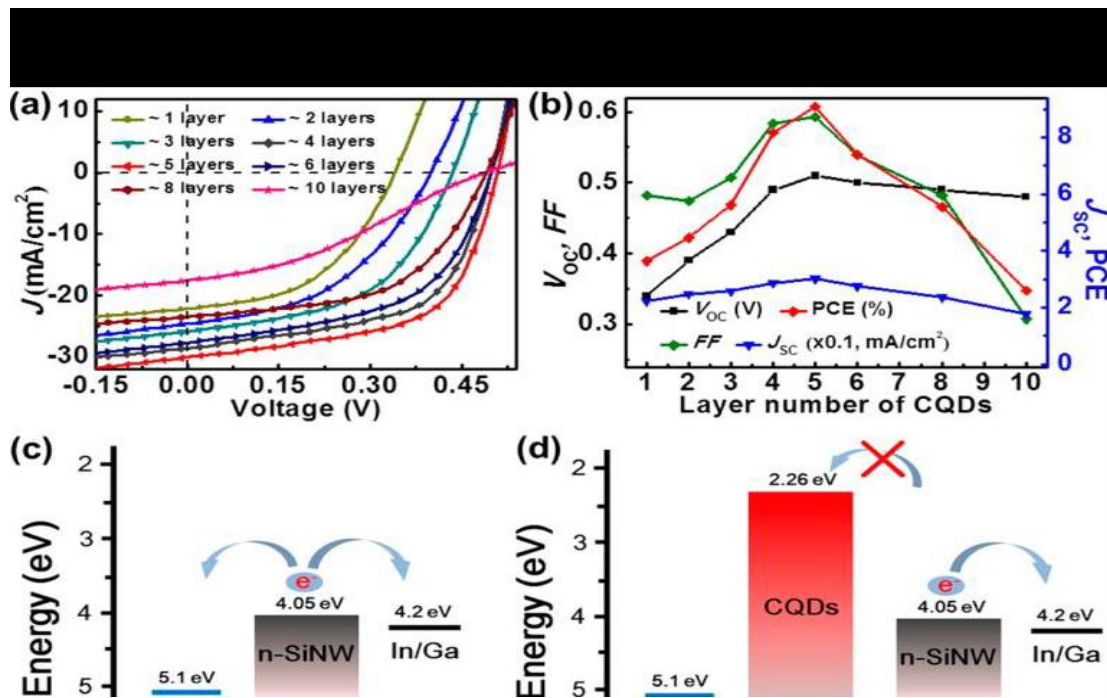 (a)
10
0
-10
-20
-30
J (mA/cm²)
~ 1 layer
~ 2 layers
~ 3 layers
~ 4 layers
~ 5 layers
~ 6 layers
~ 8 layers
~ 10 layers
-0.15 0.00 0.15 0.30 0.45
Voltage (V)
(b)
0.6
0.5
0.4
0.3
V_OC, FF
V_OC (V)
PCE (%)
FF
J_SC (x0.1, mA/cm²)
8
6
4
2
0
J_SC, PCE
1 2 3 4 5 6 7 8 9 10
Layer number of CQDs
(c)
2
3
4
5
Energy (eV)
e-
4.05 eV
4.2 eV
n-SiNW
In/Ga
5.1 eV
(d)
2
3
4
5
Energy (eV)
2.26 eV
CQDs
e-
4.05 eV
4.2 eV
n-SiNW
In/Ga
5.1 eV